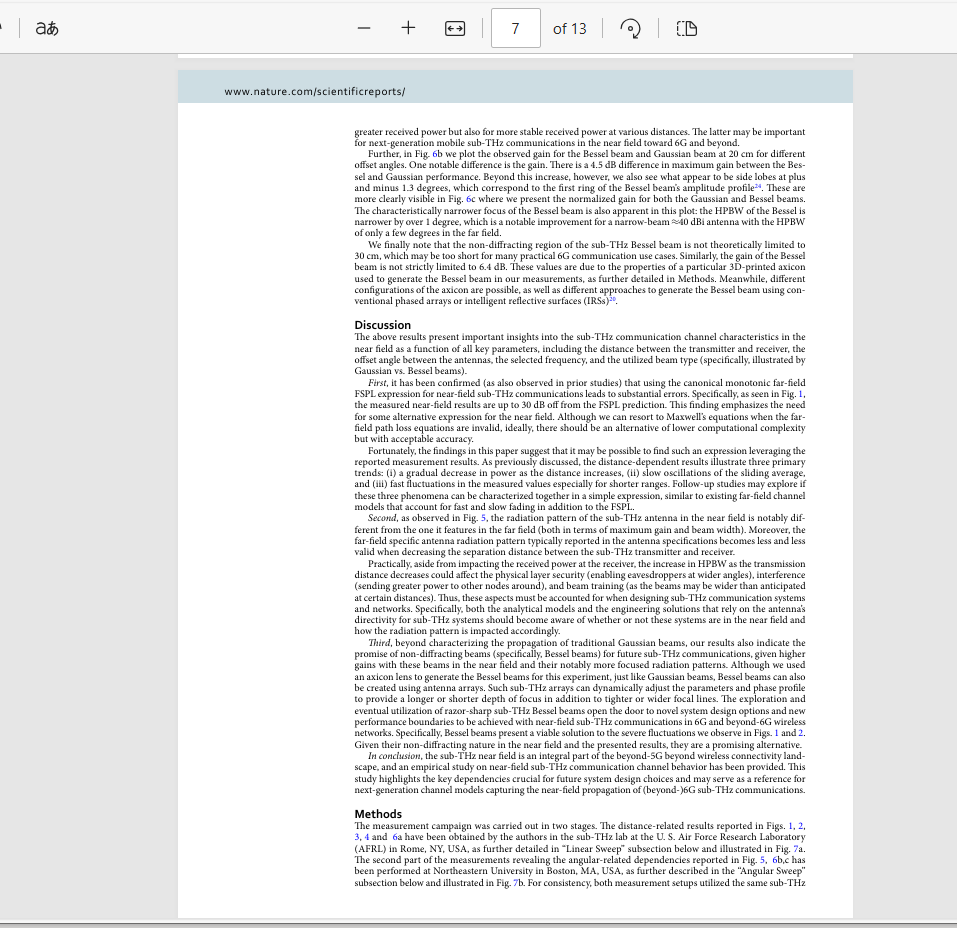 aあ
7 of 13
www.nature.com/scientificreports/
greater received power but also for more stable received power at various distances. The latter may be important
for next-generation mobile sub-THz communications in the near field toward 6G and beyond.
Further, in Fig. 6b we plot the observed gain for the Bessel beam and Gaussian beam at 20 cm for different
offset angles. One notable difference is the gain. There is a 4.5 dB difference in maximum gain between the Bes-
sel and Gaussian performance. Beyond this increase, however, we also see what appear to be side lobes at plus
and minus 1.3 degrees, which correspond to the first ring of the Bessel beam's amplitude profile²⁴. These are
more clearly visible in Fig. 6c where we present the normalized gain for both the Gaussian and Bessel beams.
The characteristically narrower focus of the Bessel beam is also apparent in this plot: the HPBW of the Bessel is
narrower by over 1 degree, which is a notable improvement for a narrow-beam ≈40 dBi antenna with the HPBW
of only a few degrees in the far field.
We finally note that the non-diffracting region of the sub-THz Bessel beam is not theoretically limited to
30 cm, which may be too short for many practical 6G communication use cases. Similarly, the gain of the Bessel
beam is not strictly limited to 6.4 dB. These values are due to the properties of a particular 3D-printed axicon
used to generate the Bessel beam in our measurements, as further detailed in Methods. Meanwhile, different
configurations of the axicon are possible, as well as different approaches to generate the Bessel beam using con-
ventional phased arrays or intelligent reflective surfaces (IRSs)²⁰.
Discussion
The above results present important insights into the sub-THz communication channel characteristics in the
near field as a function of all key parameters, including the distance between the transmitter and receiver, the
offset angle between the antennas, the selected frequency, and the utilized beam type (specifically, illustrated by
Gaussian vs. Bessel beams).
First, it has been confirmed (as also observed in prior studies) that using the canonical monotonic far-field
FSPL expression for near-field sub-THz communications leads to substantial errors. Specifically, as seen in Fig. 1,
the measured near-field results are up to 30 dB off from the FSPL prediction. This finding emphasizes the need
for some alternative expression for the near field. Although we can resort to Maxwell's equations when the far-
field path loss equations are invalid, ideally, there should be an alternative of lower computational complexity
but with acceptable accuracy.
Fortunately, the findings in this paper suggest that it may be possible to find such an expression leveraging the
reported measurement results. As previously discussed, the distance-dependent results illustrate three primary
trends: (i) a gradual decrease in power as the distance increases, (ii) slow oscillations of the sliding average,
and (iii) fast fluctuations in the measured values especially for shorter ranges. Follow-up studies may explore if
these three phenomena can be characterized together in a simple expression, similar to existing far-field channel
models that account for fast and slow fading in addition to the FSPL.
Second, as observed in Fig. 5, the radiation pattern of the sub-THz antenna in the near field is notably dif-
ferent from the one it features in the far field (both in terms of maximum gain and beam width). Moreover, the
far-field specific antenna radiation pattern typically reported in the antenna specifications becomes less and less
valid when decreasing the separation distance between the sub-THz transmitter and receiver.
Practically, aside from impacting the received power at the receiver, the increase in HPBW as the transmission
distance decreases could affect the physical layer security (enabling eavesdroppers at wider angles), interference
(sending greater power to other nodes around), and beam training (as the beams may be wider than anticipated
at certain distances). Thus, these aspects must be accounted for when designing sub-THz communication systems
and networks. Specifically, both the analytical models and the engineering solutions that rely on the antenna's
directivity for sub-THz systems should become aware of whether or not these systems are in the near field and
how the radiation pattern is impacted accordingly.
Third, beyond characterizing the propagation of traditional Gaussian beams, our results also indicate the
promise of non-diffracting beams (specifically, Bessel beams) for future sub-THz communications, given higher
gains with these beams in the near field and their notably more focused radiation patterns. Although we used
an axicon lens to generate the Bessel beams for this experiment, just like Gaussian beams, Bessel beams can also
be created using antenna arrays. Such sub-THz arrays can dynamically adjust the parameters and phase profile
to provide a longer or shorter depth of focus in addition to tighter or wider focal lines. The exploration and
eventual utilization of razor-sharp sub-THz Bessel beams open the door to novel system design options and new
performance boundaries to be achieved with near-field sub-THz communications in 6G and beyond-6G wireless
networks. Specifically, Bessel beams present a viable solution to the severe fluctuations we observe in Figs. 1 and 2.
Given their non-diffracting nature in the near field and the presented results, they are a promising alternative.
In conclusion, the sub-THz near field is an integral part of the beyond-5G beyond wireless connectivity land-
scape, and an empirical study on near-field sub-THz communication channel behavior has been provided. This
study highlights the key dependencies crucial for future system design choices and may serve as a reference for
next-generation channel models capturing the near-field propagation of (beyond-)6G sub-THz communications.
Methods
The measurement campaign was carried out in two stages. The distance-related results reported in Figs. 1, 2,
3, 4 and 6a have been obtained by the authors in the sub-THz lab at the U. S. Air Force Research Laboratory
(AFRL) in Rome, NY, USA, as further detailed in "Linear Sweep" subsection below and illustrated in Fig. 7a.
The second part of the measurements revealing the angular-related dependencies reported in Fig. 5, 6b,c has
been performed at Northeastern University in Boston, MA, USA, as further described in the "Angular Sweep"
subsection below and illustrated in Fig. 7b. For consistency, both measurement setups utilized the same sub-THz